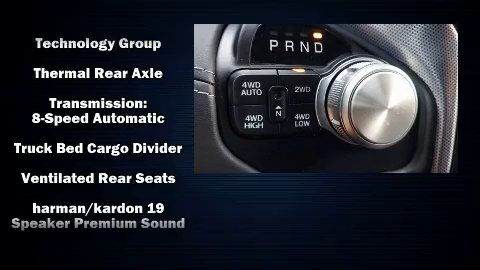 Technology Group
Thermal Rear Axle
Transmission:
8-Speed Automatic
Truck Bed Cargo Divider
Ventilated Rear Seats
harman/kardon 19
Speaker Premium Sound
P R N D
4WD
AUTO
2WD
N
4WD
HIGH
4WD
LOW